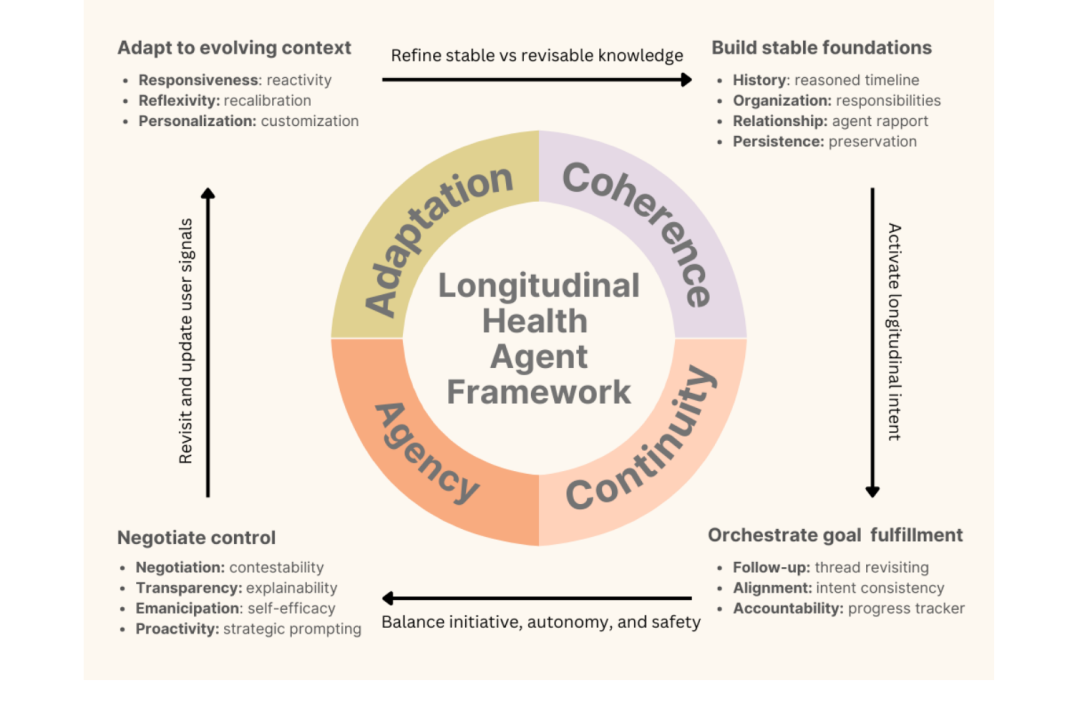 Adapt to evolving context
• Responsiveness: reactivity
• Reflexivity: recalibration
• Personalization: customization
Refine stable vs revisable knowledge
Build stable foundations
• History: reasoned timeline
• Organization: responsibilities
• Relationship: agent rapport
• Persistence: preservation
Adaptation
Coherence
Longitudinal
Health
Agent
Framework
Revisit and update user signals
Activate longitudinal intent
Agency
Continuity
Negotiate control
• Negotiation: contestability
• Transparency: explainability
• Emanicipation: self-efficacy
• Proactivity: strategic prompting
Balance initiative, autonomy, and safety
Orchestrate goal fulfillment
• Follow-up: thread revisiting
• Alignment: intent consistency
• Accountability: progress tracker